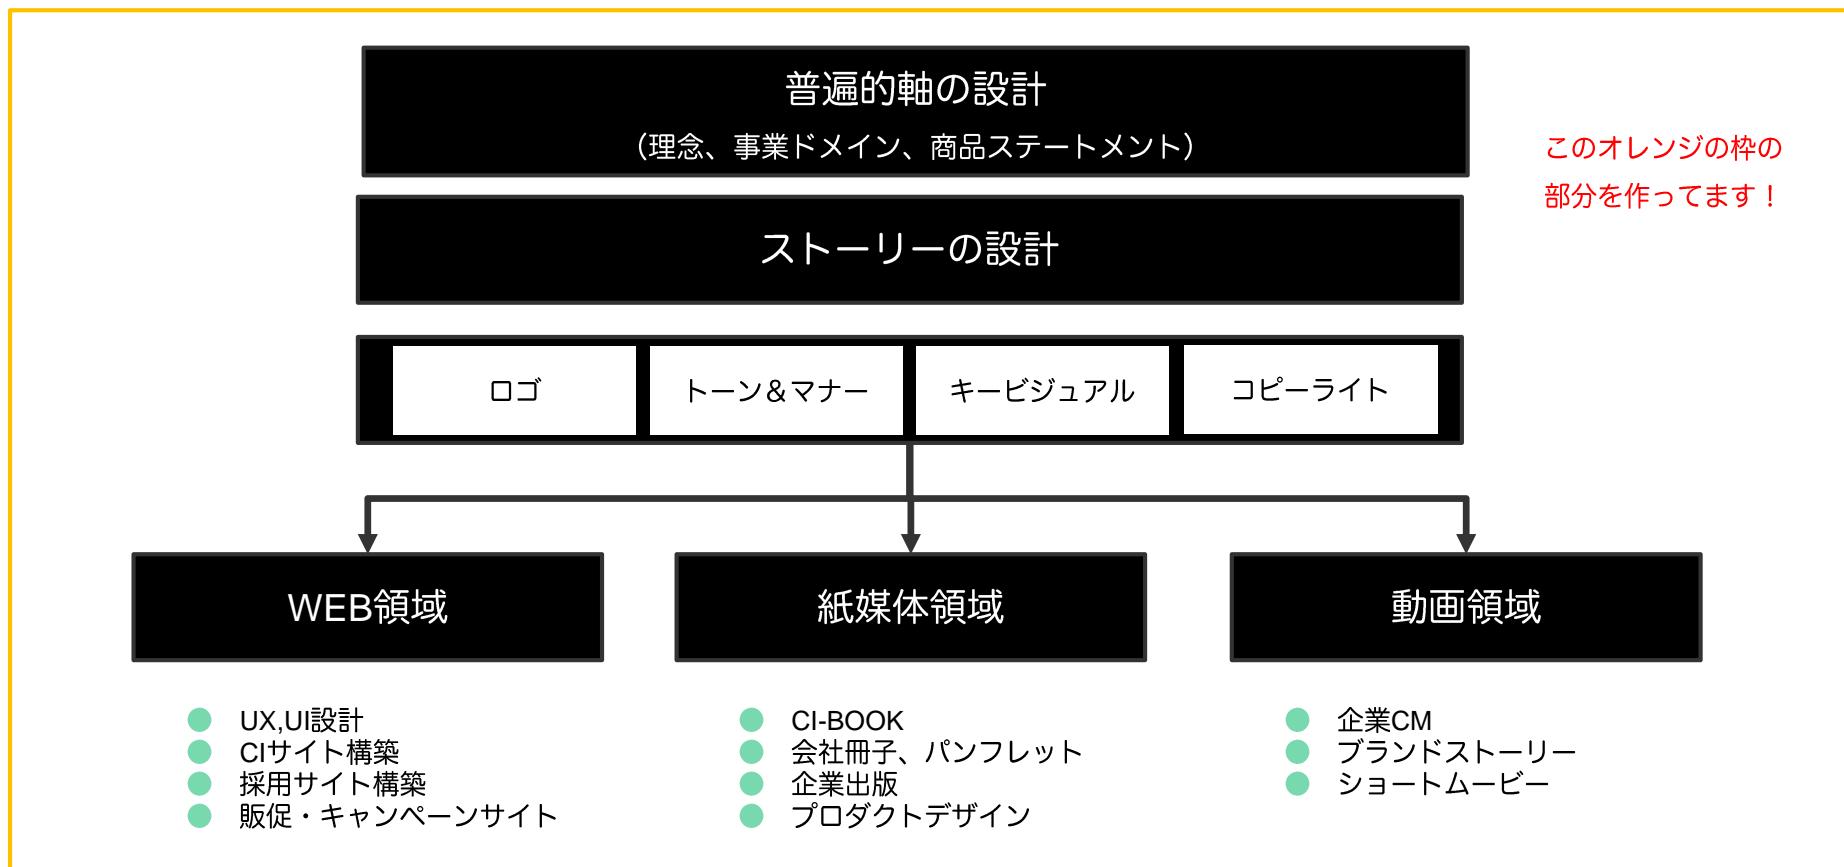 普遍的軸の設計
（理念、事業ドメイン、商品ステートメント）
このオレンジの枠の
部分を作ってます！
ストーリーの設計
ロゴ
トーン＆マナー
キービジュアル
コピーライト
WEB領域
紙媒体領域
動画領域
UX,UI設計
CIサイト構築
採用サイト構築
販促・キャンペーンサイト
CI-BOOK
会社冊子、パンフレット
企業出版
プロダクトデザイン
企業CM
ブランドストーリー
ショートムービー